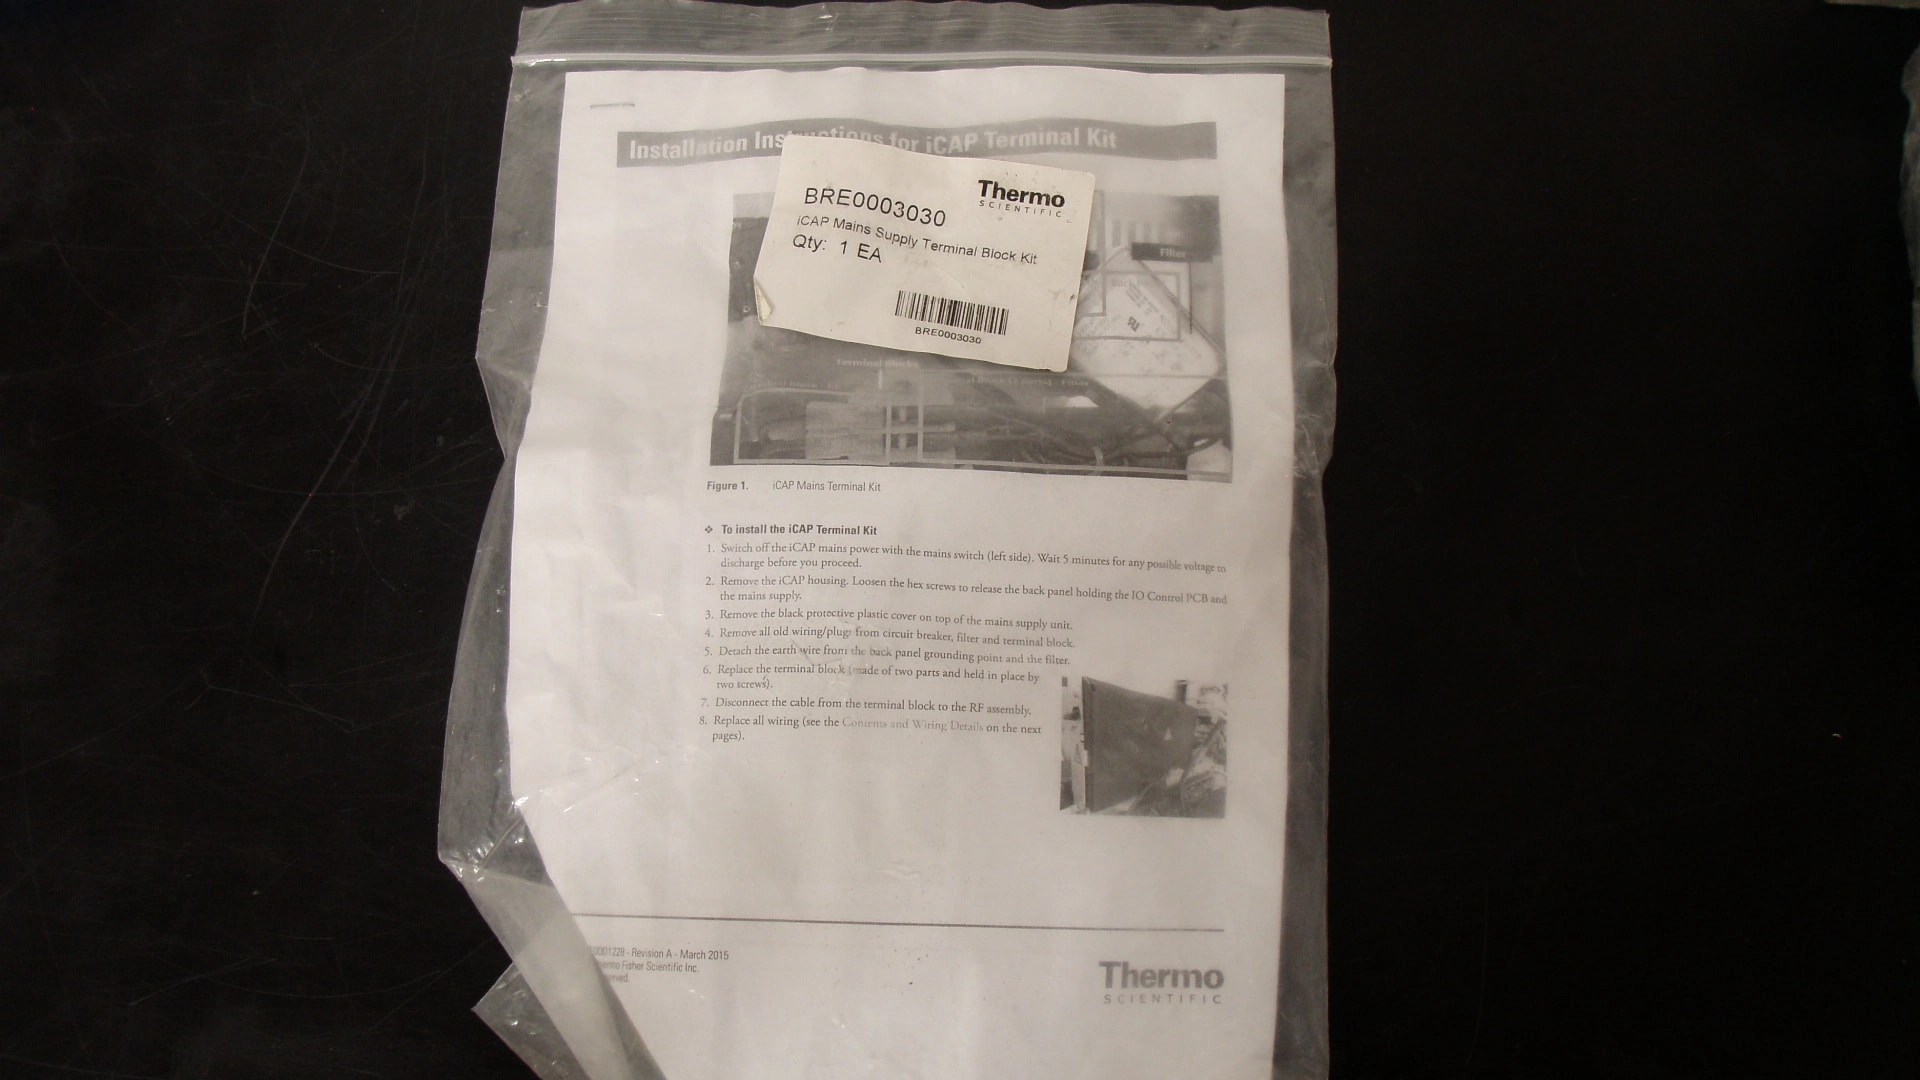 Installation Instructions for iCAP Terminal Kit
BRE0003030
Thermo
SCIENTIFIC
iCAP Mains Supply Terminal Block Kit
Qty: 1 EA
BRE0003030
Filter
Terminal Blocks
Figure 1. iCAP Mains Terminal Kit
❖ To install the iCAP Terminal Kit
1. Switch off the iCAP mains power with the mains switch (left side). Wait 5 minutes for any possible voltage to
discharge before you proceed.
2. Remove the iCAP housing. Loosen the hex screws to release the back panel holding the IO Control PCB and
the mains supply.
3. Remove the black protective plastic cover on top of the mains supply unit.
4. Remove all old wiring/plugs from circuit breaker, filter and terminal block.
5. Detach the earth wire from the back panel grounding point and the filter.
6. Replace the terminal block (made of two parts and held in place by
two screws).
7. Disconnect the cable from the terminal block to the RF assembly.
8. Replace all wiring (see the Contents and Wiring Details on the next
pages).
0001228 - Revision A - March 2015
Fisher Scientific Inc.
Thermo
SCIENTIFIC